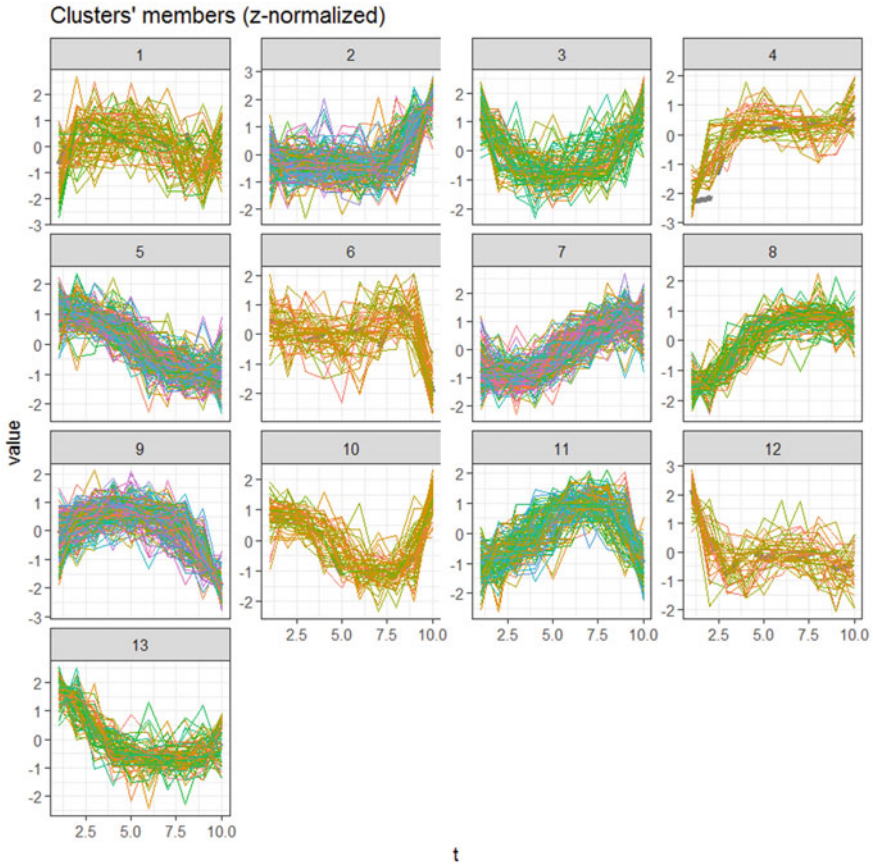 Clusters' members (z-normalized)
1 2 3 4
2 3 2 2
1 2 1 1
0 1 0 0
-1 0 -1 -1
-2 -1 -2 -2
-3 -2 -3
5 6 7 8
2 2 2 2
1 1 1 1
0 0 0 0
-1 -1 -1 -1
-2 -2 -2 -2
value
9 10 11 12
2 2 2 3
1 1 1 2
0 0 0 1
-1 -1 -1 0
-2 -2 -2 -1
-3 -2
2.5 5.0 7.5 10.0 2.5 5.0 7.5 10.0 2.5 5.0 7.5 10.0
13
2
1
0
-1
-2
2.5 5.0 7.5 10.0
t